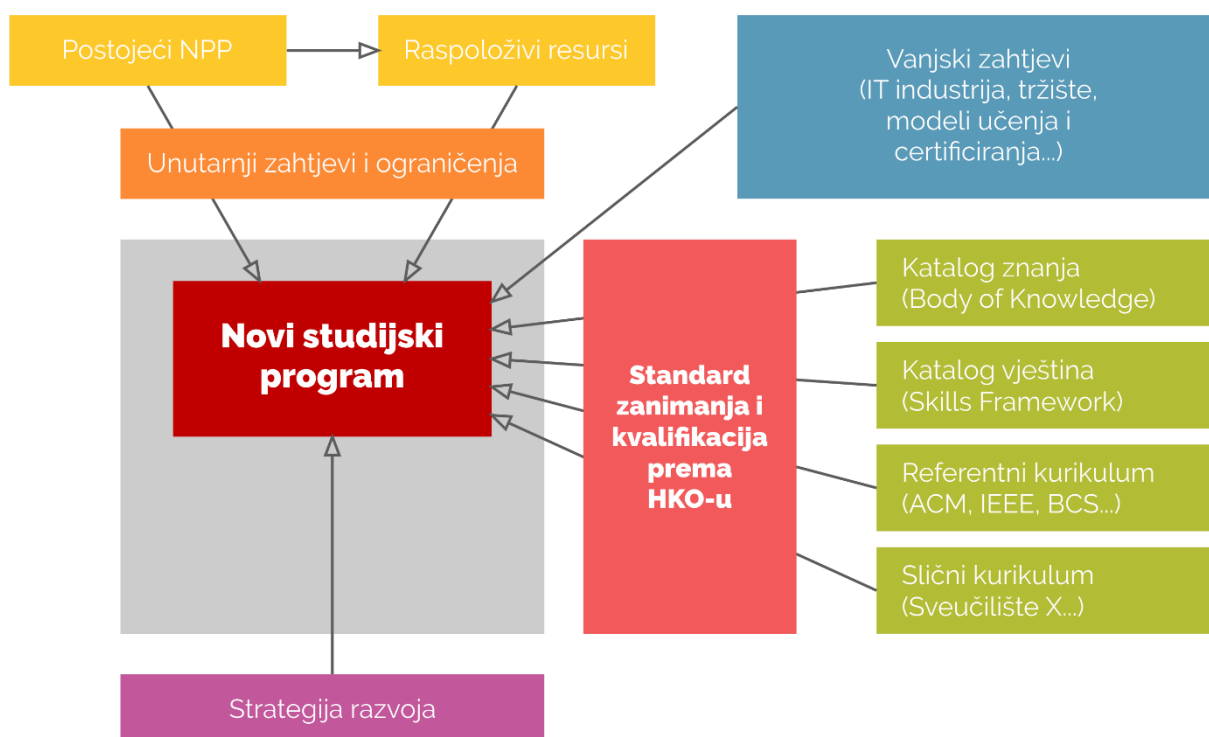 Postojeći NPP
Raspoloživi resursi
Vanjski zahtjevi
(IT industrija, tržište,
modeli učenja i
certificiranja...)
Unutarnji zahtjevi i ograničenja
Novi studijski
program
Standard
zanimanja i
kvalifikacija
prema
HKO-u
Katalog znanja
(Body of Knowledge)
Katalog vještina
(Skills Framework)
Referentni kurikulum
(ACM, IEEE, BCS...)
Slični kurikulum
(Sveučilište X...)
Strategija razvoja